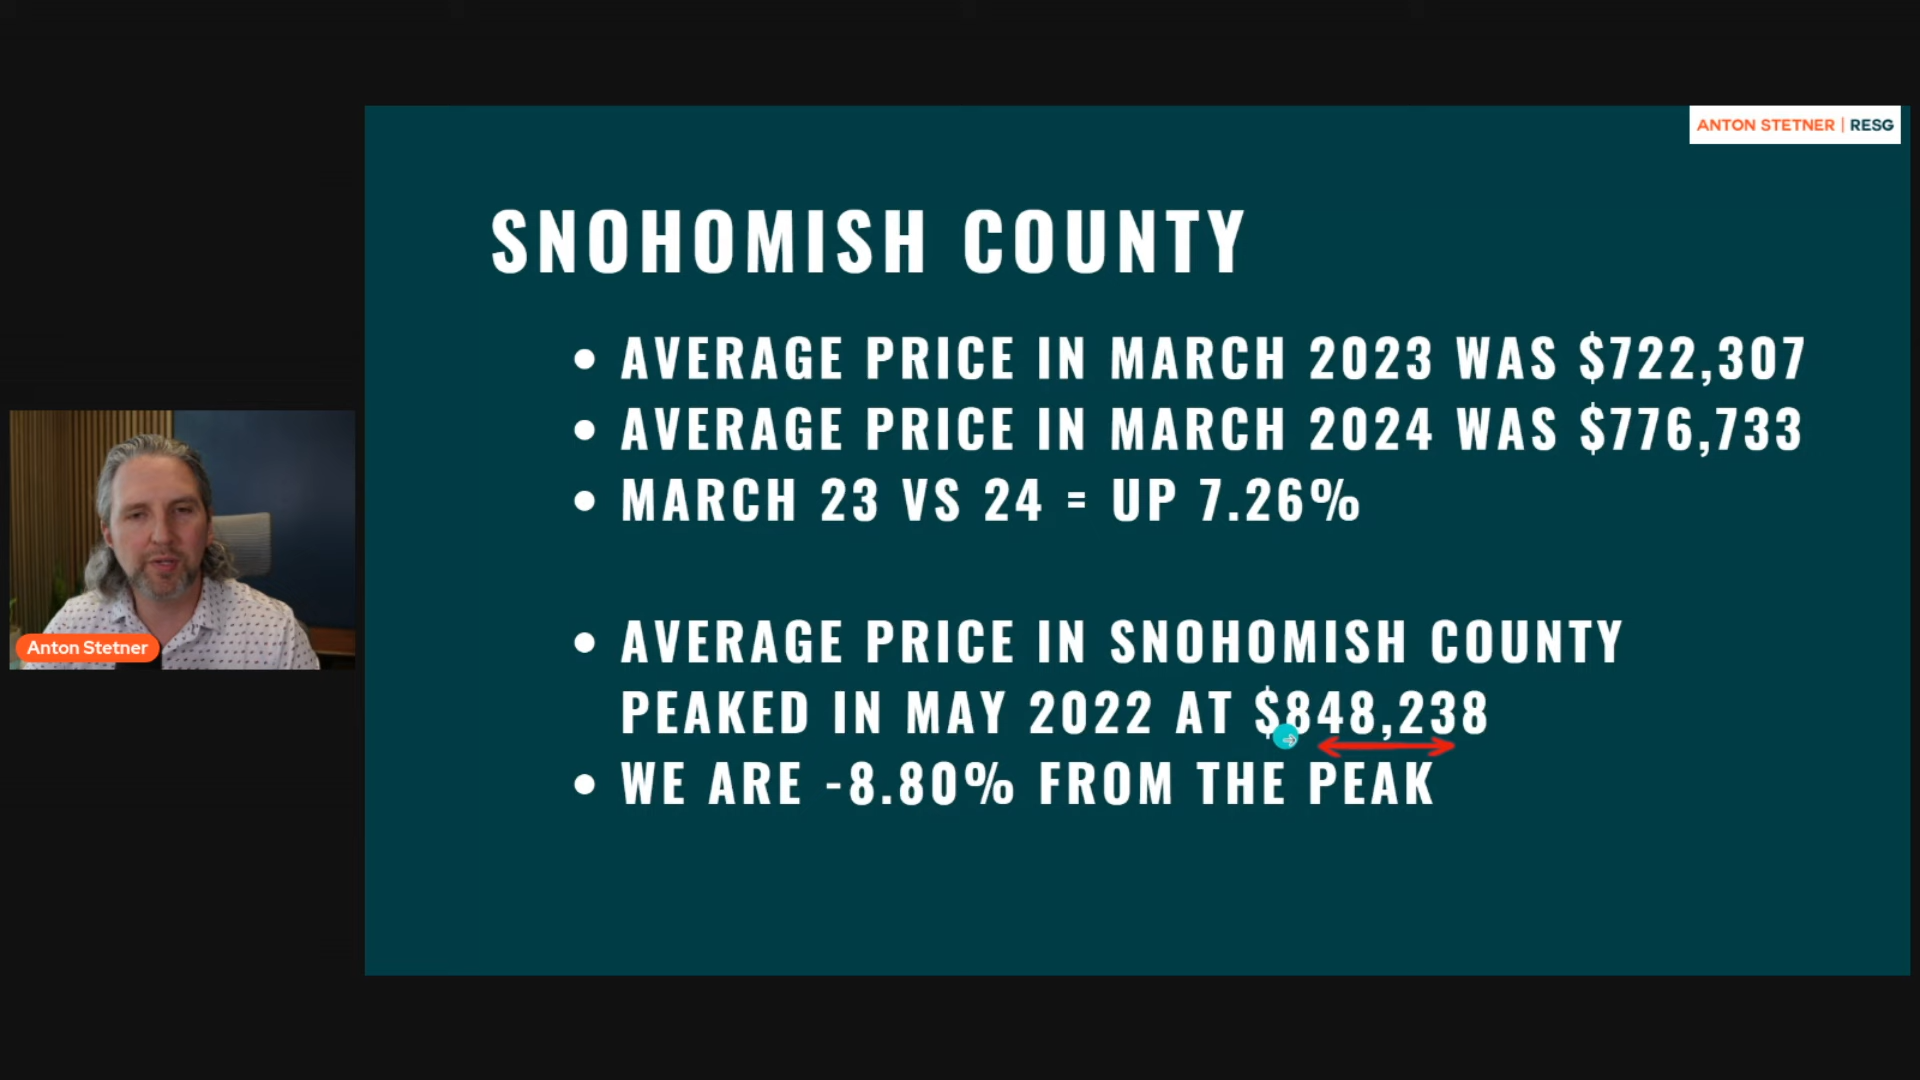 ANTON STETNER | RESG
SNOHOMISH COUNTY
• AVERAGE PRICE IN MARCH 2023 WAS $722,307
• AVERAGE PRICE IN MARCH 2024 WAS $776,733
• MARCH 23 VS 24 = UP 7.26%
• AVERAGE PRICE IN SNOHOMISH COUNTY
PEAKED IN MAY 2022 AT $848,238
• WE ARE -8.80% FROM THE PEAK
Anton Stetner